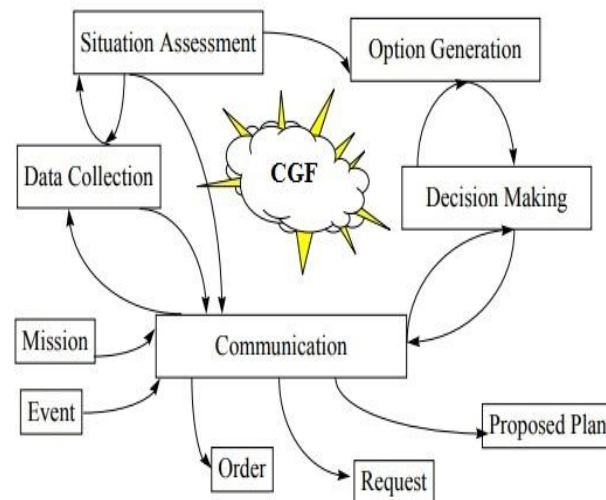 Situation Assessment
Option Generation
CGF
Data Collection
Decision Making
Mission
Communication
Event
Proposed Plan
Order
Request